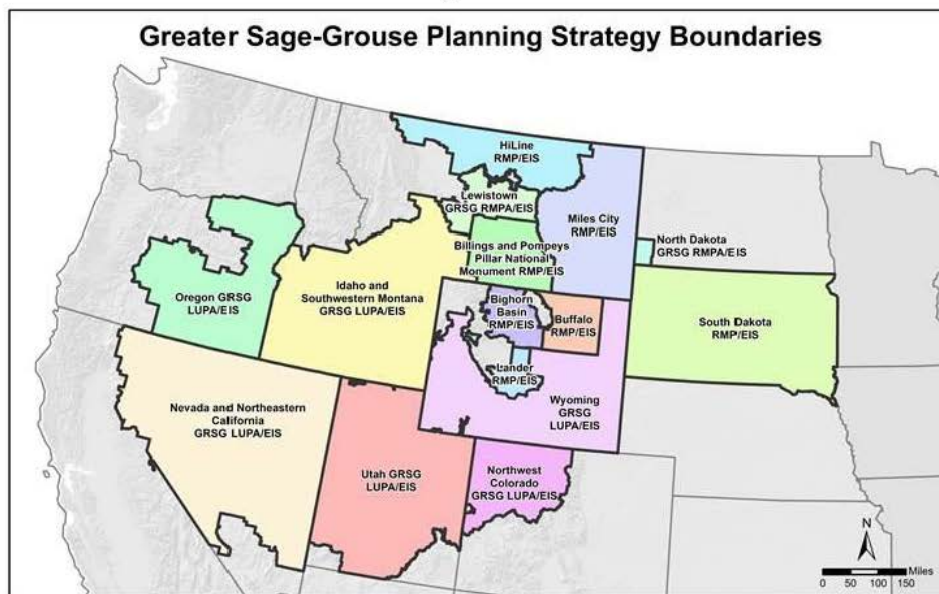 Greater Sage-Grouse Planning Strategy Boundaries
HiLine
RMP/EIS
Lewistown
GRSG RMPA/EIS
Miles City
RMP/EIS
North Dakota
GRSG RMPA/EIS
Billings and Pompeys
Pillar National
Monument RMP/EIS
Oregon GRSG
LUPA/EIS
Idaho and
Southwestern Montana
GRSG LUPA/EIS
Bighorn
Basin
RMP/EIS
Buffalo
RMP/EIS
South Dakota
RMP/EIS
Lander
RMP/EIS
Wyoming
GRSG
LUPA/EIS
Nevada and Northeastern
California
GRSG LUPA/EIS
Utah GRSG
LUPA/EIS
Northwest
Colorado
GRSG LUPA/EIS
N
Miles
0 50 100 150